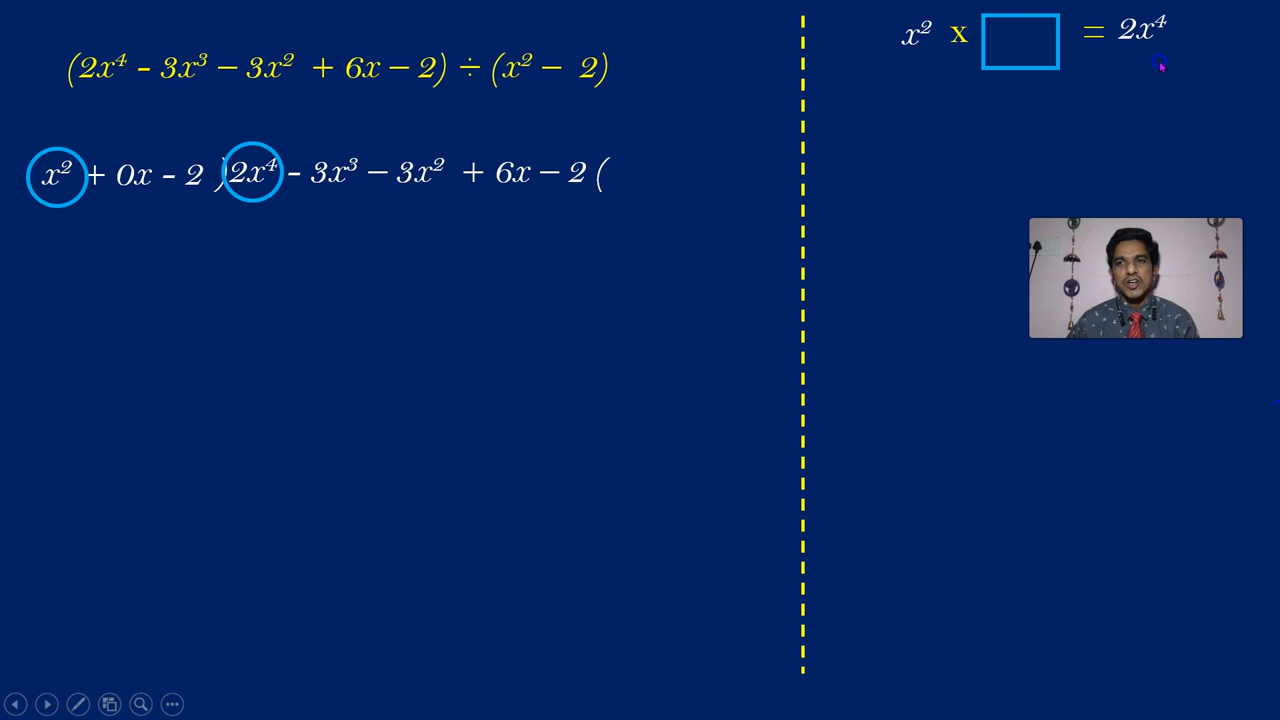 (2x⁴ - 3x³ − 3x² + 6x − 2) ÷ (x² − 2)
x² + 0x - 2 ) 2x⁴ - 3x³ − 3x² + 6x − 2 (
x² x = 2x⁴